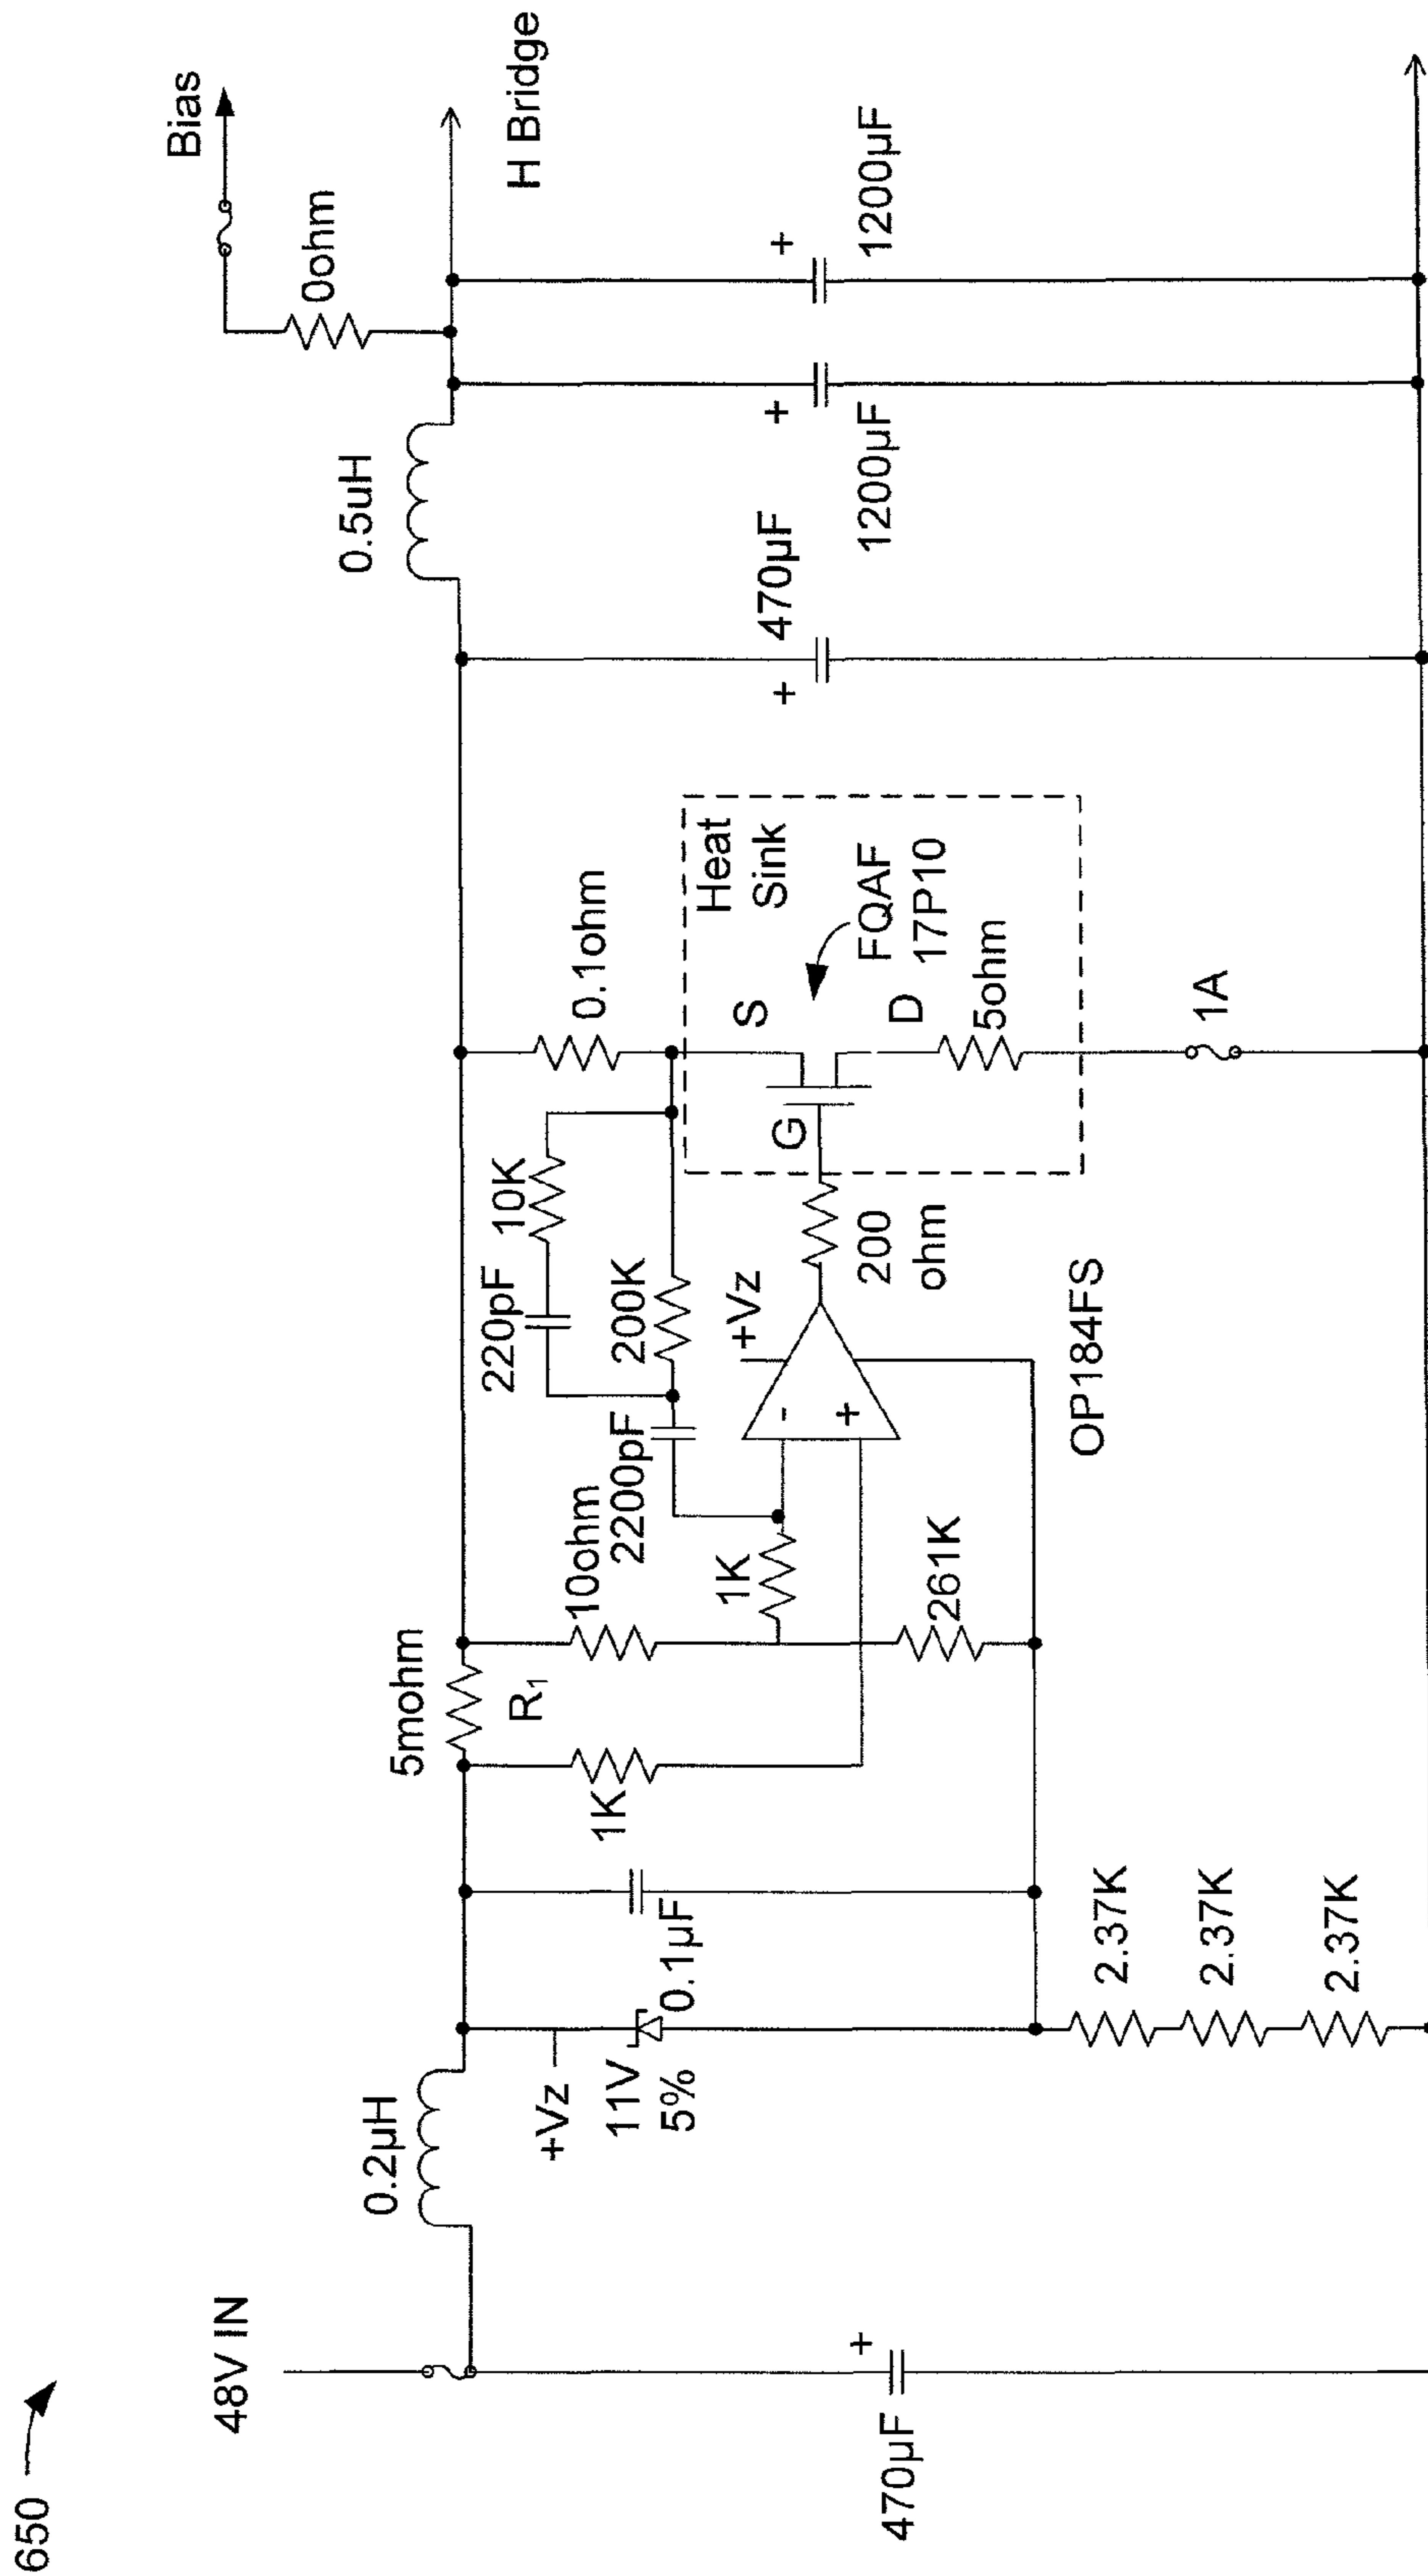 650
48V IN
470µF
+
0.2µH
+Vz
11V
5%
0.1µF
2.37K
2.37K
2.37K
1K
5mohm
R1
10ohm
261K
1K
2200pF
220pF
10K
200K
-
+
+Vz
OP184FS
200
ohm
0.1ohm
G
S
D
5ohm
Heat
Sink
FQAF
17P10
1A
470µF
+
0.5uH
1200µF
+
1200µF
+
0ohm
Bias
H Bridge